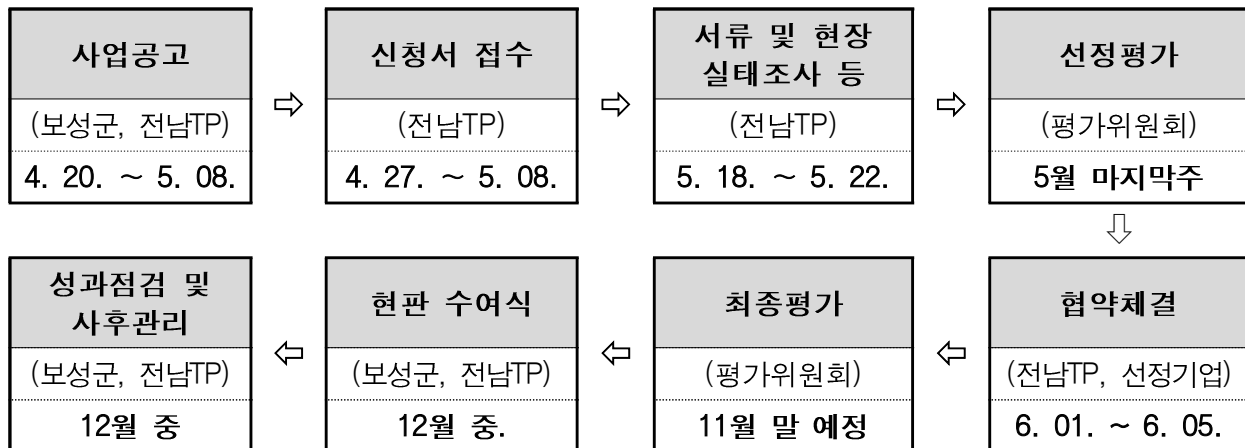 사업공고
(보성군, 전남TP)
4. 20. ~ 5. 08.
신청서 접수
(전남TP)
4. 27. ~ 5. 08.
서류 및 현장
실태조사 등
(전남TP)
5. 18. ~ 5. 22.
선정평가
(평가위원회)
5월 마지막주
협약체결
(전남TP, 선정기업)
6. 01. ~ 6. 05.
최종평가
(평가위원회)
11월 말 예정
현판 수여식
(보성군, 전남TP)
12월 중.
성과점검 및
사후관리
(보성군, 전남TP)
12월 중